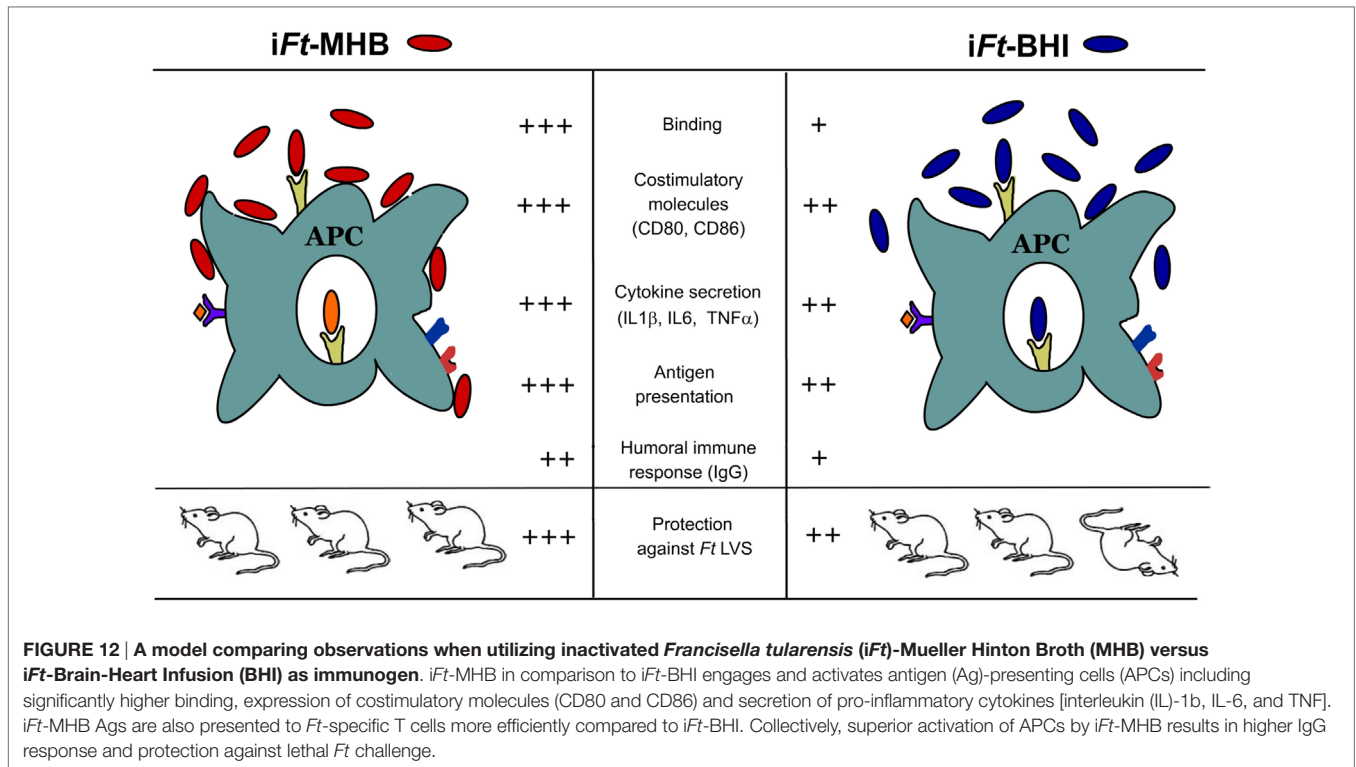 iFt-MHB
iFt-BHI
+++ Binding +
+++ Costimulatory ++
molecules
(CD80, CD86)
APC
APC
+++ Cytokine secretion ++
(IL1β, IL6, TNFα)
+++ Antigen ++
presentation
++ Humoral immune +
response (IgG)
+++ Protection ++
against Ft LVS
FIGURE 12 | A model comparing observations when utilizing inactivated Francisella tularensis (iFt)-Mueller Hinton Broth (MHB) versus
iFt-Brain-Heart Infusion (BHI) as immunogen. iFt-MHB in comparison to iFt-BHI engages and activates antigen (Ag)-presenting cells (APCs) including
significantly higher binding, expression of costimulatory molecules (CD80 and CD86) and secretion of pro-inflammatory cytokines [interleukin (IL)-1b, IL-6, and TNF].
iFt-MHB Ags are also presented to Ft-specific T cells more efficiently compared to iFt-BHI. Collectively, superior activation of APCs by iFt-MHB results in higher IgG
response and protection against lethal Ft challenge.